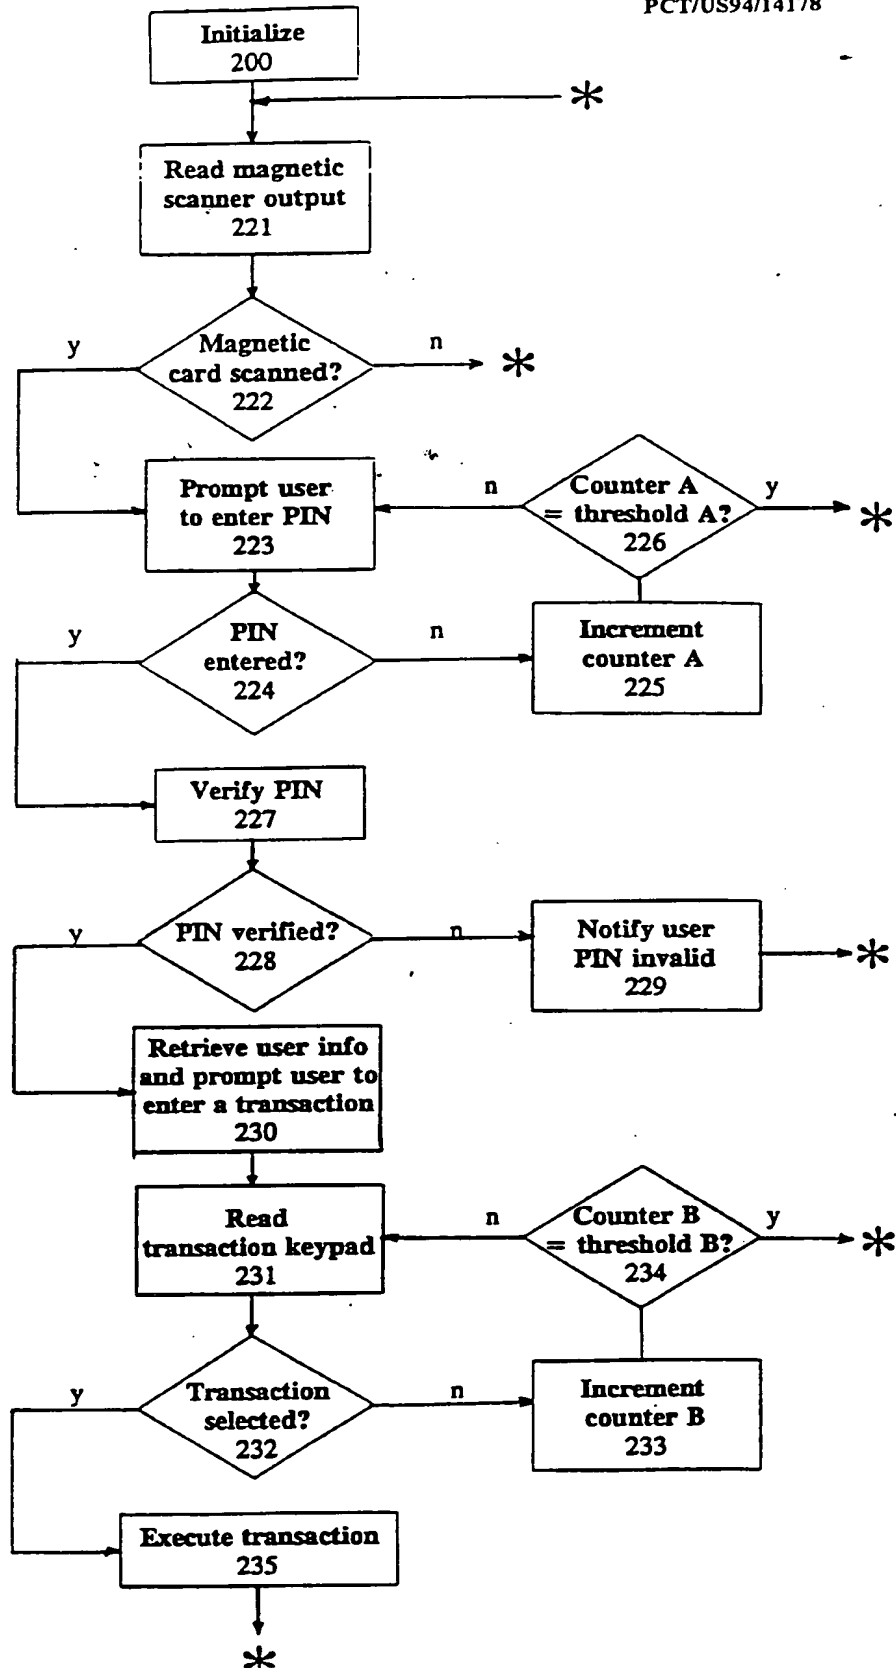 PCT/US94/14178
Initialize
200
*
Read magnetic
scanner output
221
y
Magnetic
card scanned?
222
n
*
Prompt user
to enter PIN
223
n
Counter A
= threshold A?
226
y
*
y
PIN
entered?
224
n
Increment
counter A
225
Verify PIN
227
y
PIN verified?
228
n
Notify user
PIN invalid
229
*
Retrieve user info
and prompt user to
enter a transaction
230
Read
transaction keypad
231
n
Counter B
= threshold B?
234
y
*
y
Transaction
selected?
232
n
Increment
counter B
233
Execute transaction
235
*